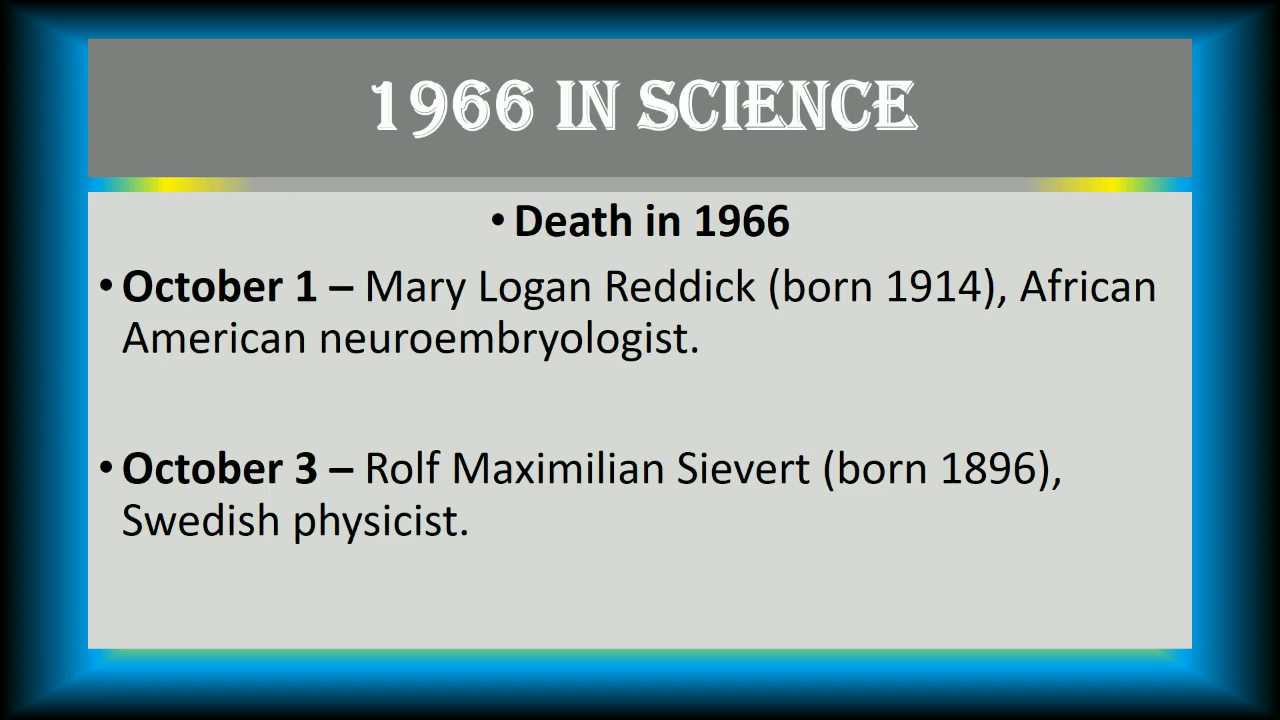 1966 IN SCIENCE
• Death in 1966
• October 1 – Mary Logan Reddick (born 1914), African
American neuroembryologist.
• October 3 – Rolf Maximilian Sievert (born 1896),
Swedish physicist.